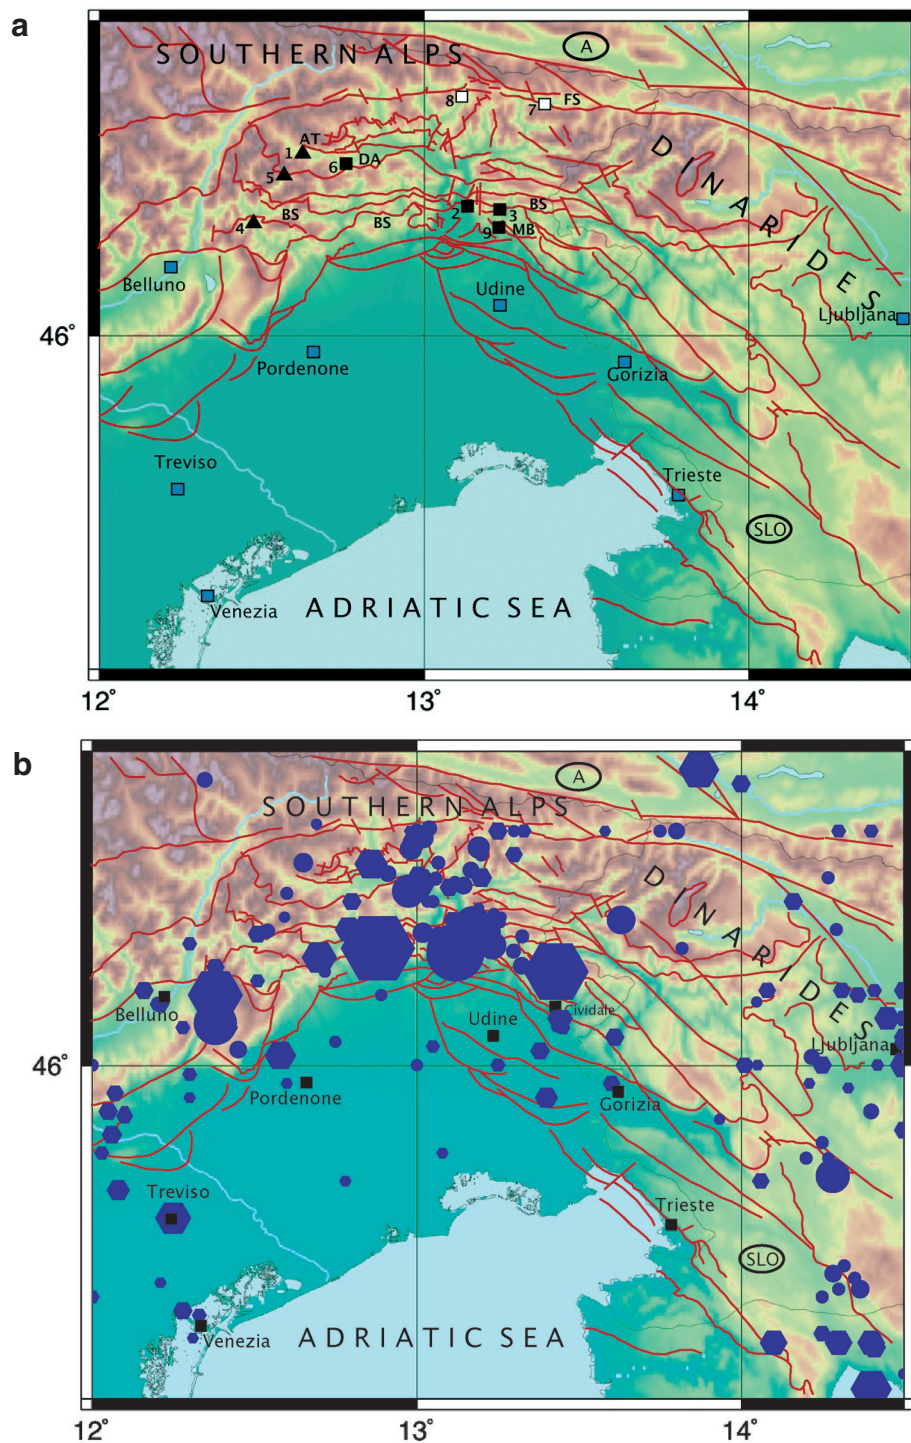 a
SOUTHERN ALPS
A
8
7
FS
AT
1
DA
6
5
DINARIDES
BS
BS
2
BS
3
4
9
MB
Belluno
Udine
Ljubljana
46°
Pordenone
Gorizia
Treviso
Trieste
SLO
Venezia
ADRIATIC SEA
12°
13°
14°
b
A
SOUTHERN ALPS
DINARIDES
Belluno
Cividale
Udine
Ljubljana
46°
Pordenone
Gorizia
Treviso
Trieste
SLO
Venezia
ADRIATIC SEA
12°
13°
14°